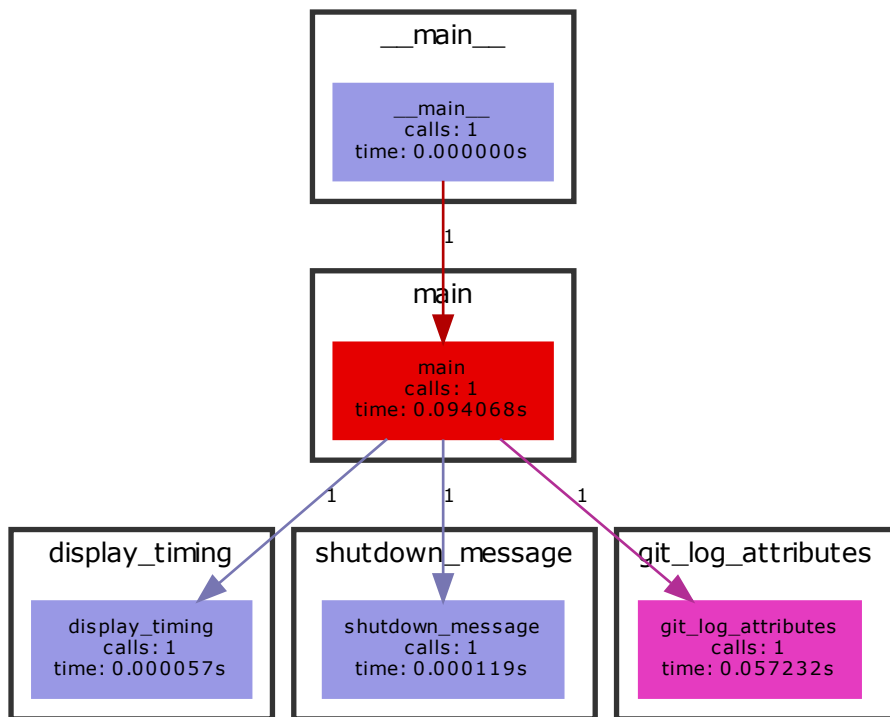 __main__
__main__
calls: 1
time: 0.000000s
1
main
main
calls: 1
time: 0.094068s
1
1
1
display_timing
display_timing
calls: 1
time: 0.000057s
shutdown_message
shutdown_message
calls: 1
time: 0.000119s
git_log_attributes
git_log_attributes
calls: 1
time: 0.057232s